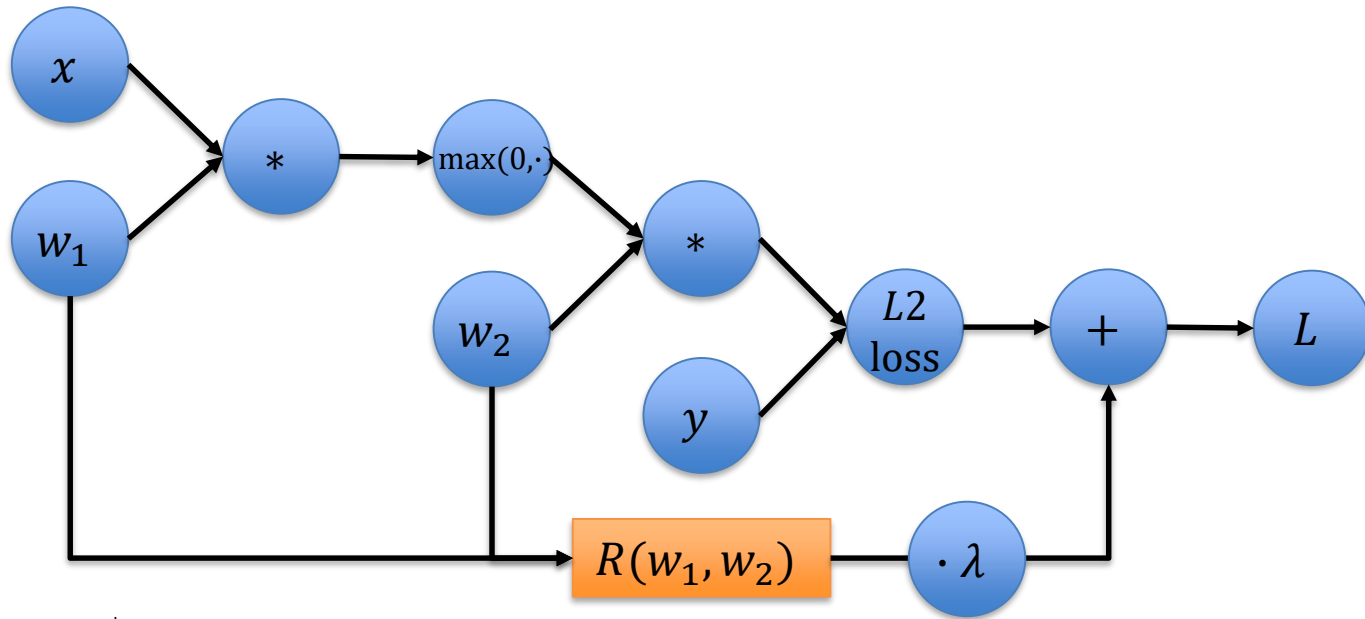 x
*
max(0,·)
w₁
*
w₂
L2
loss
+
L
y
R(w₁, w₂)
· λ